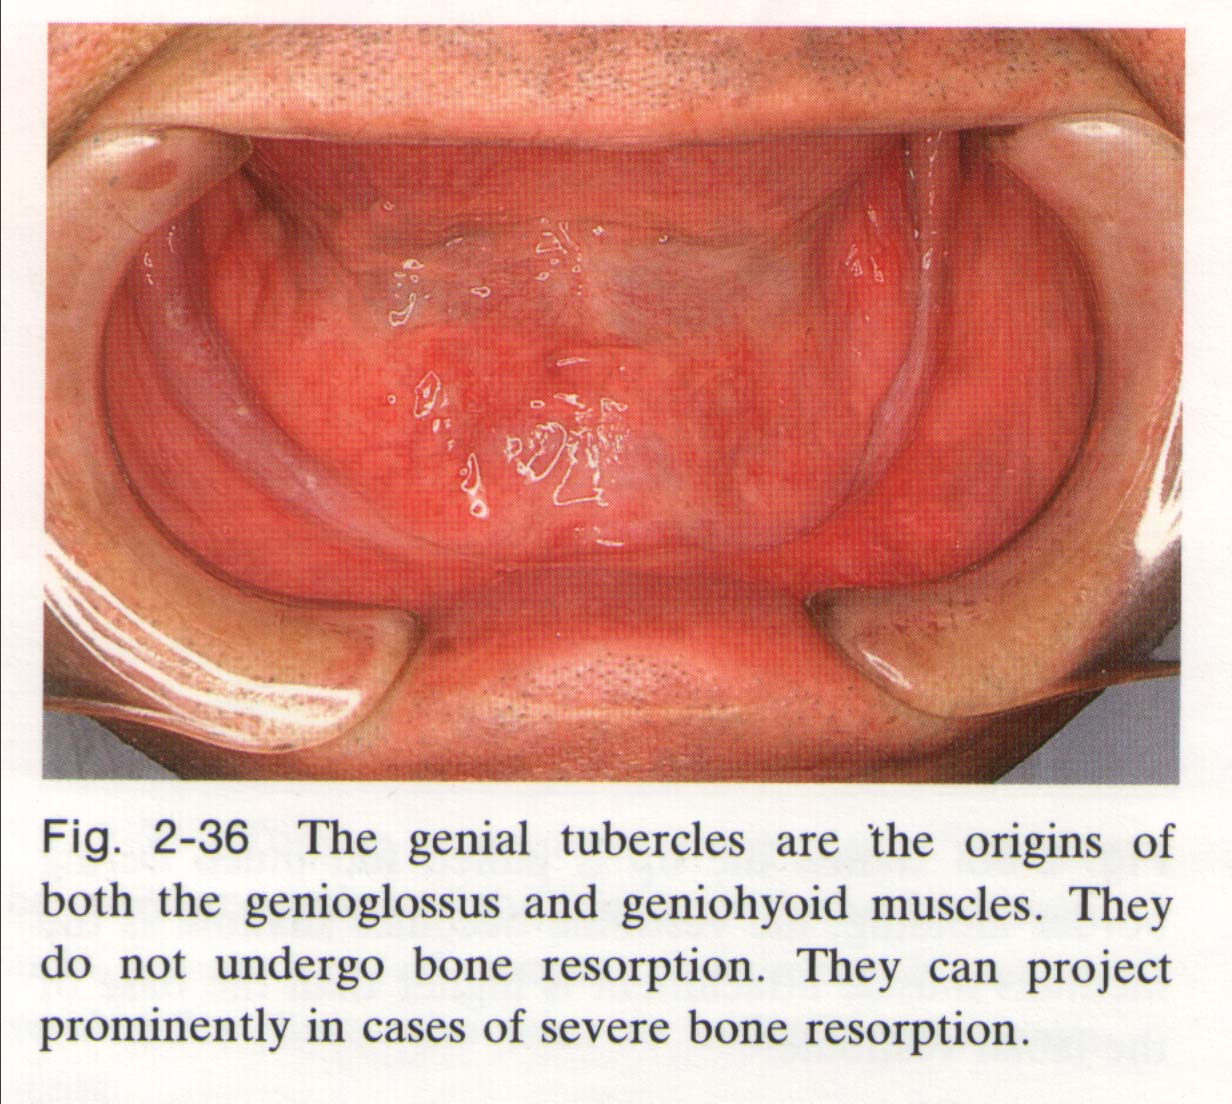 Fig. 2-36 The genial tubercles are the origins of
both the genioglossus and geniohyoid muscles. They
do not undergo bone resorption. They can project
prominently in cases of severe bone resorption.